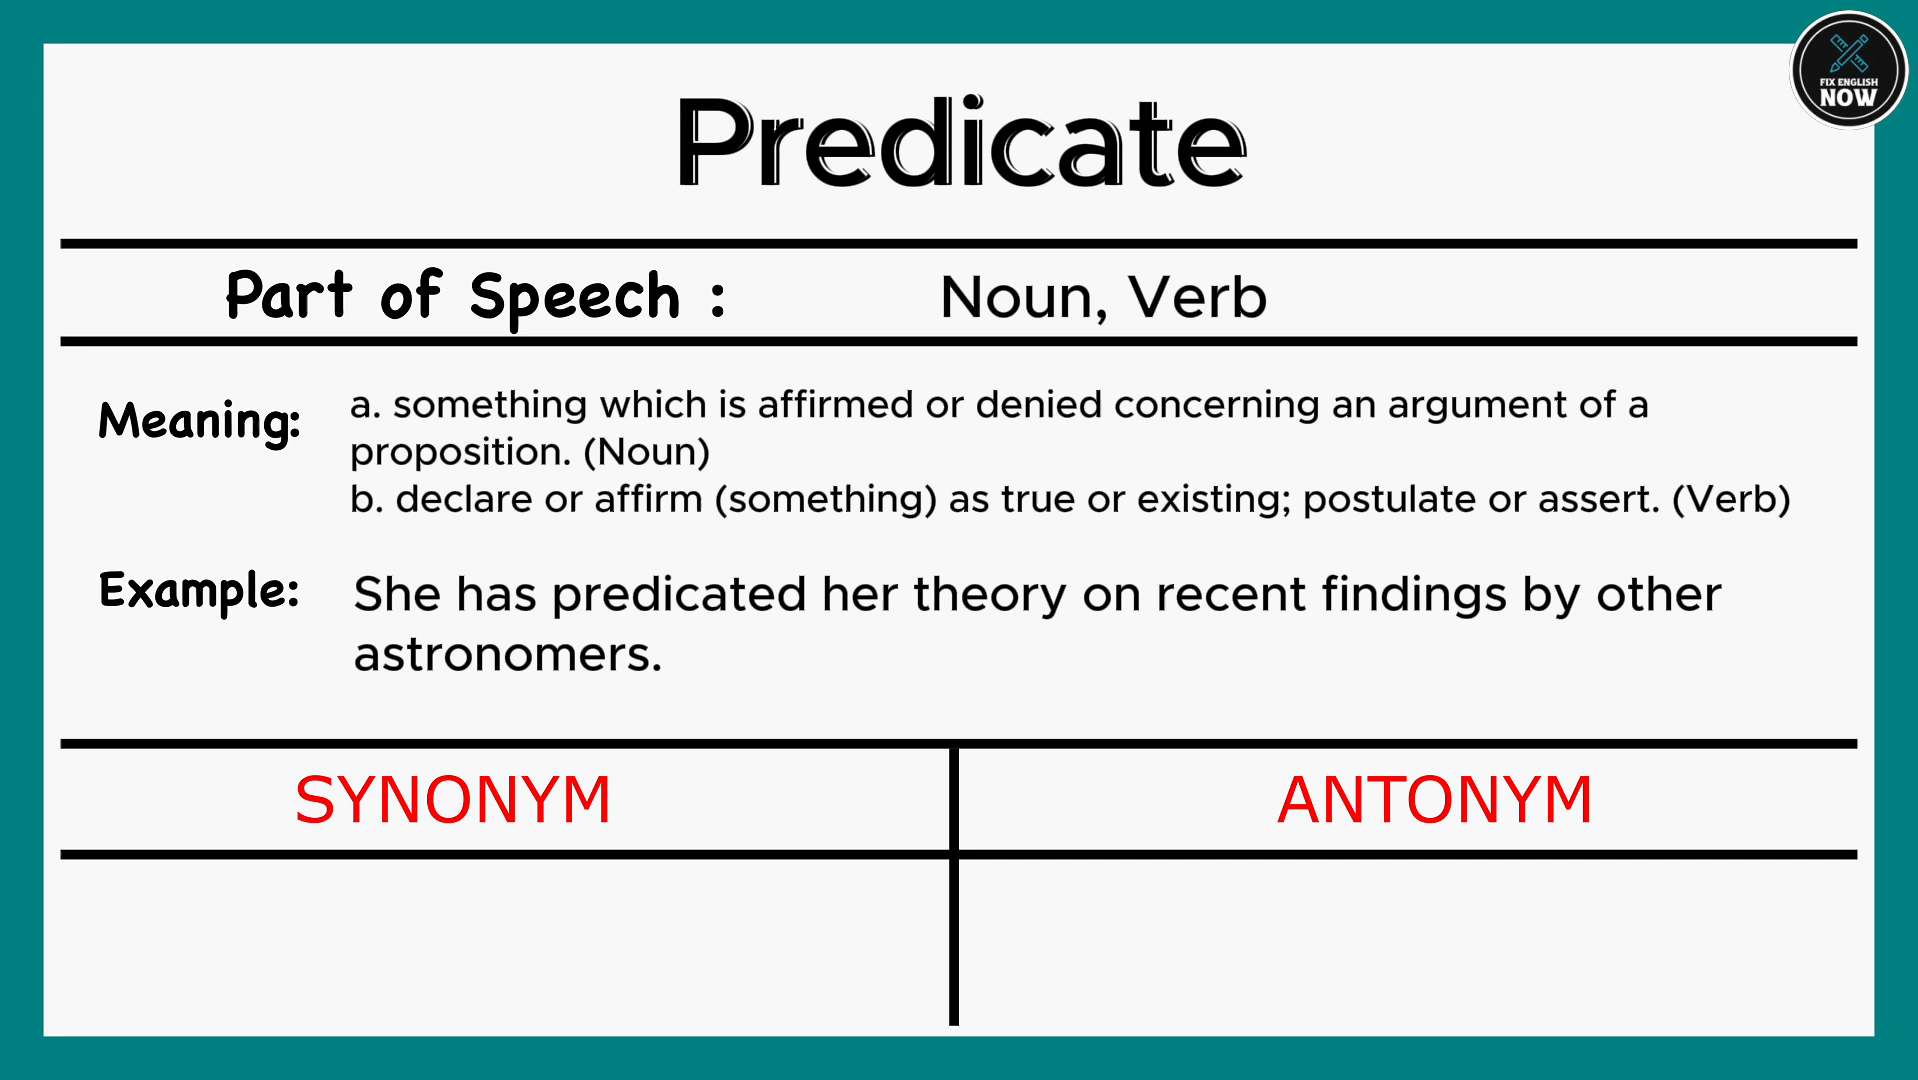 FIX ENGLISH
NOW
Predicate
Part of Speech : Noun, Verb
Meaning: a. something which is affirmed or denied concerning an argument of a
proposition. (Noun)
b. declare or affirm (something) as true or existing; postulate or assert. (Verb)
Example: She has predicated her theory on recent findings by other
astronomers.
SYNONYM ANTONYM